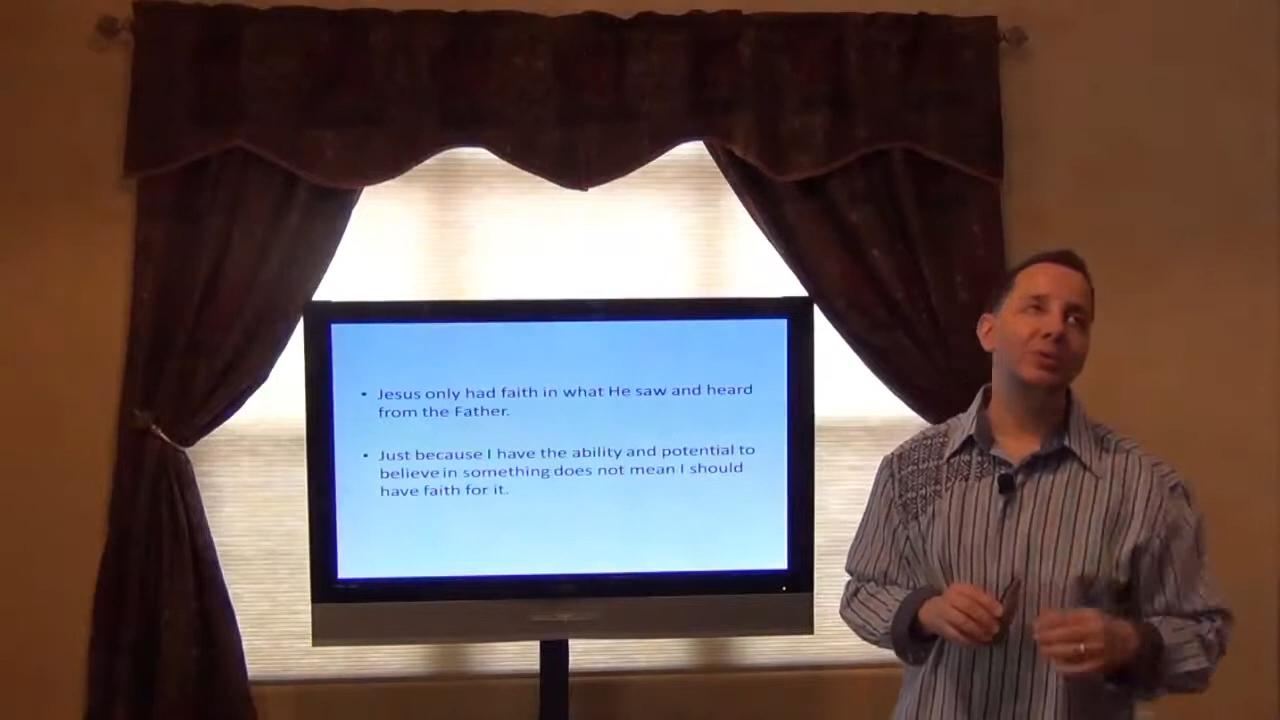 • Jesus only had faith in what He saw and heard
from the Father.
• Just because I have the ability and potential to
believe in something does not mean I should
have faith for it.